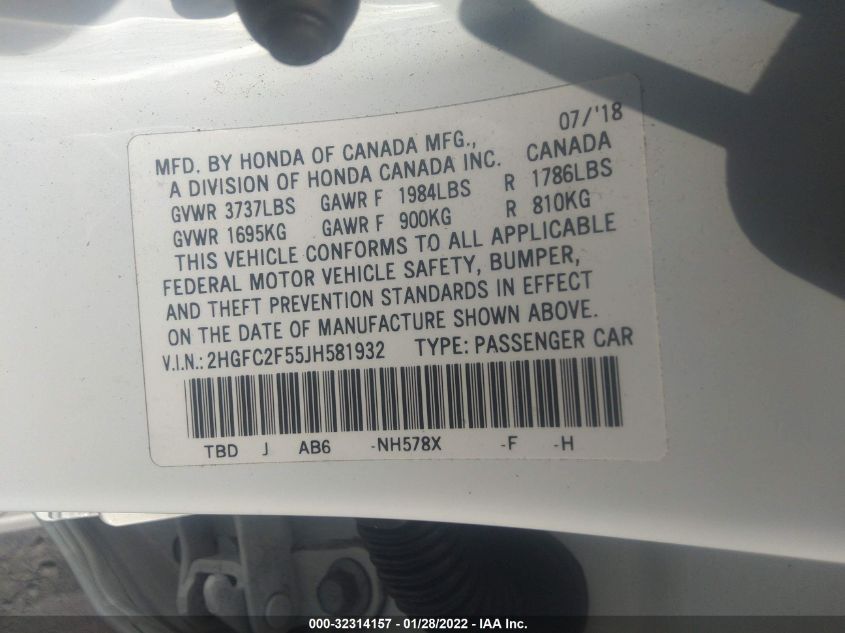 07/'18
MFD. BY HONDA OF CANADA MFG., CANADA
A DIVISION OF HONDA CANADA INC.
GVWR 3737LBS GAWR F 1984LBS R 1786LBS
GVWR 1695KG GAWR F 900KG R 810KG
THIS VEHICLE CONFORMS TO ALL APPLICABLE
FEDERAL MOTOR VEHICLE SAFETY, BUMPER,
AND THEFT PREVENTION STANDARDS IN EFFECT
ON THE DATE OF MANUFACTURE SHOWN ABOVE.
V.I.N.: 2HGFC2F55JH581932 TYPE: PASSENGER CAR
TBD J AB6 -NH578X -F -H
000-32314157 - 01/28/2022 - IAA Inc.